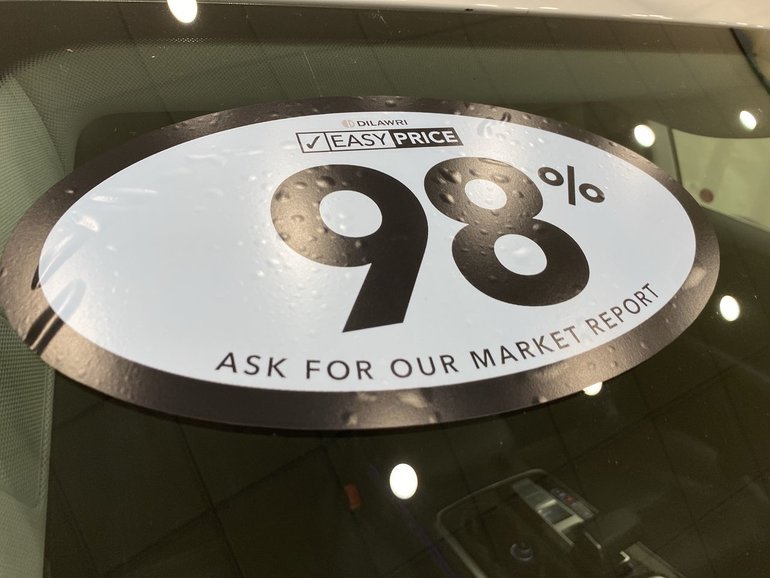 DILAWRI
EASY PRICE
98%
ASK FOR OUR MARKET REPORT